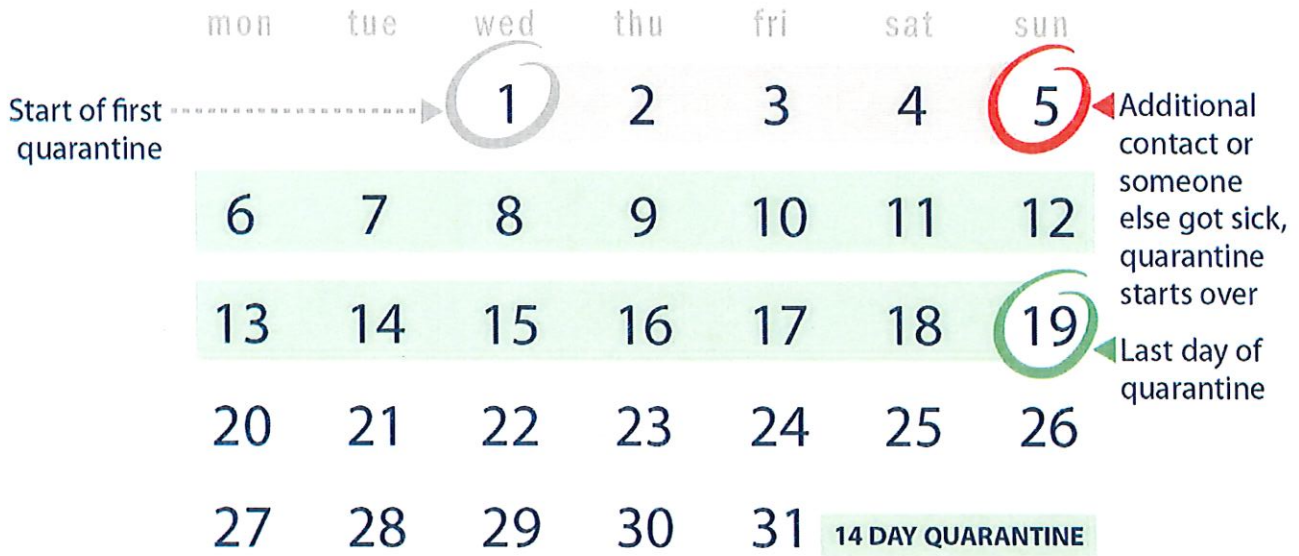 mon tue wed thu fri sat sun
Start of first
quarantine
1 2 3 4 5
Additional
contact or
someone
else got sick,
quarantine
starts over
6 7 8 9 10 11 12
13 14 15 16 17 18 19
Last day of
quarantine
20 21 22 23 24 25 26
27 28 29 30 31 14 DAY QUARANTINE